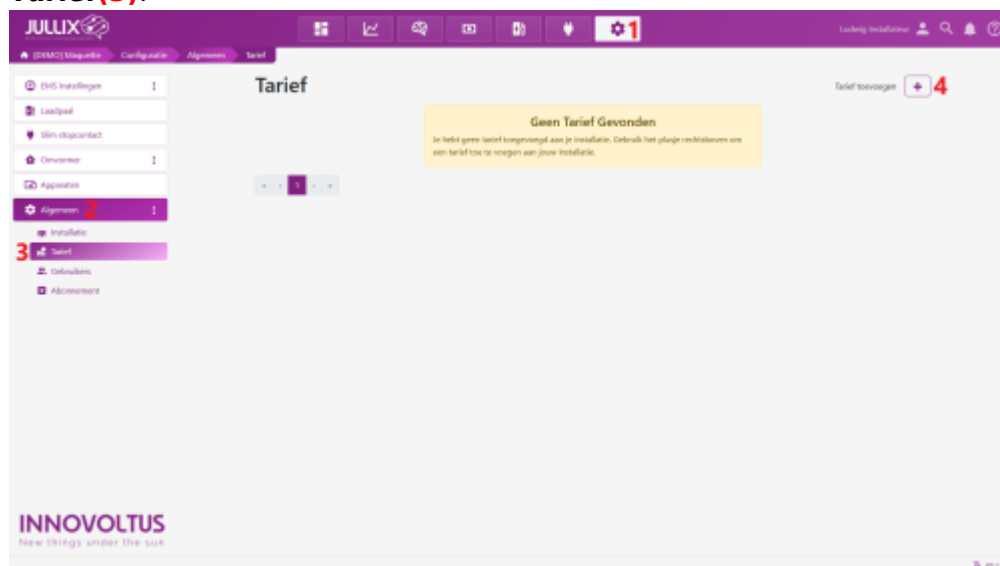 Tarief(3).
JULLIX
1
Ludwig Installateur
[DEMO] Maquette Configuratie Algemeen Tarief
EMS Instellingen
Laadpaal
Slim stopcontact
Omvormer
Apparaten
Algemeen 2
Installatie
3 Tarief
Gebruikers
Abonnement
Tarief
Tarief toevoegen + 4
Geen Tarief Gevonden
Je hebt geen tarief toegevoegd aan je installatie. Gebruik het plusje rechtsboven om
een tarief toe te voegen aan jouw installatie.
« ‹ 1 › »
INNOVOLTUS
New things under the sun